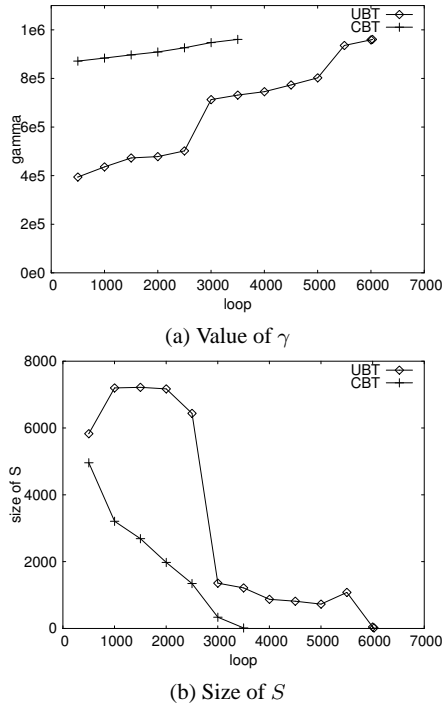 UBT
CBT
1e6
8e5
6e5
4e5
2e5
0e0
gamma
0 1000 2000 3000 4000 5000 6000 7000
loop
(a) Value of γ
UBT
CBT
8000
6000
4000
2000
0
size of S
0 1000 2000 3000 4000 5000 6000 7000
loop
(b) Size of S